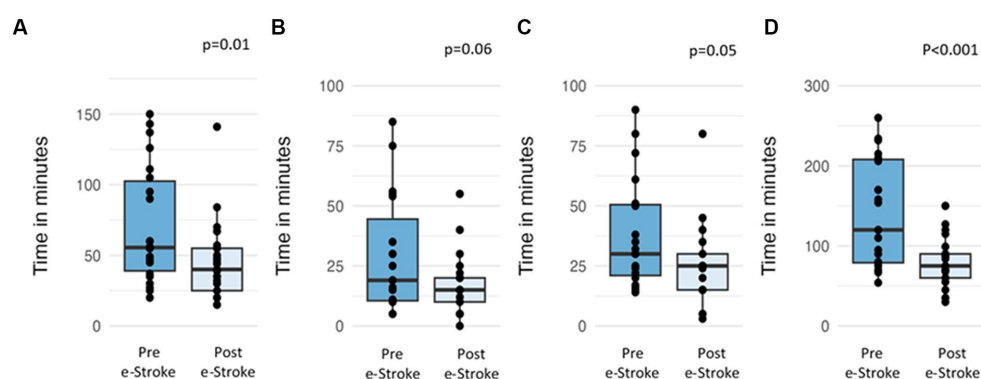 A
p=0.01
Time in minutes
150
100
50
0
Pre
e-Stroke
Post
e-Stroke
B
p=0.06
Time in minutes
100
75
50
25
0
Pre
e-Stroke
Post
e-Stroke
C
p=0.05
Time in minutes
100
75
50
25
0
Pre
e-Stroke
Post
e-Stroke
D
P<0.001
Time in minutes
300
200
100
0
Pre
e-Stroke
Post
e-Stroke